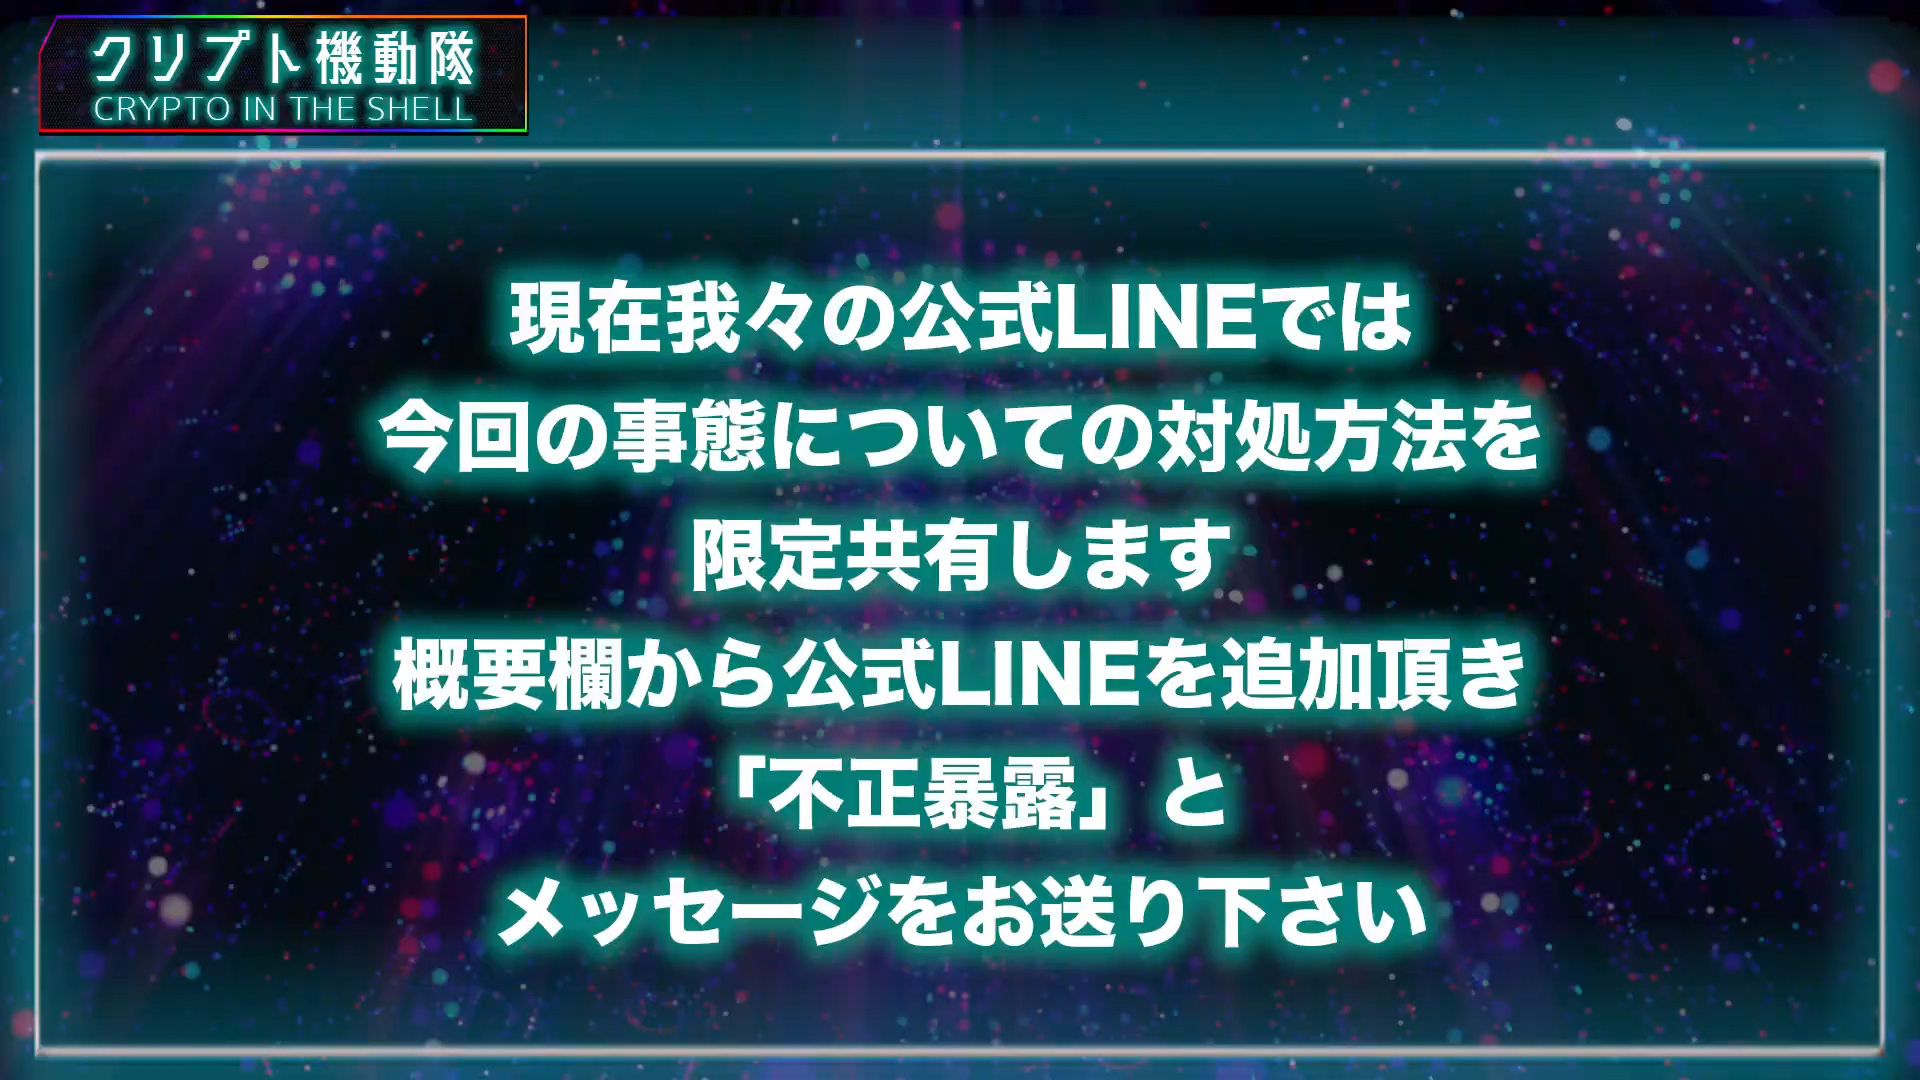 クリプト機動隊
CRYPTO IN THE SHELL
現在我々の公式LINEでは
今回の事態についての対処方法を
限定共有します
概要欄から公式LINEを追加頂き
「不正暴露」と
メッセージをお送り下さい